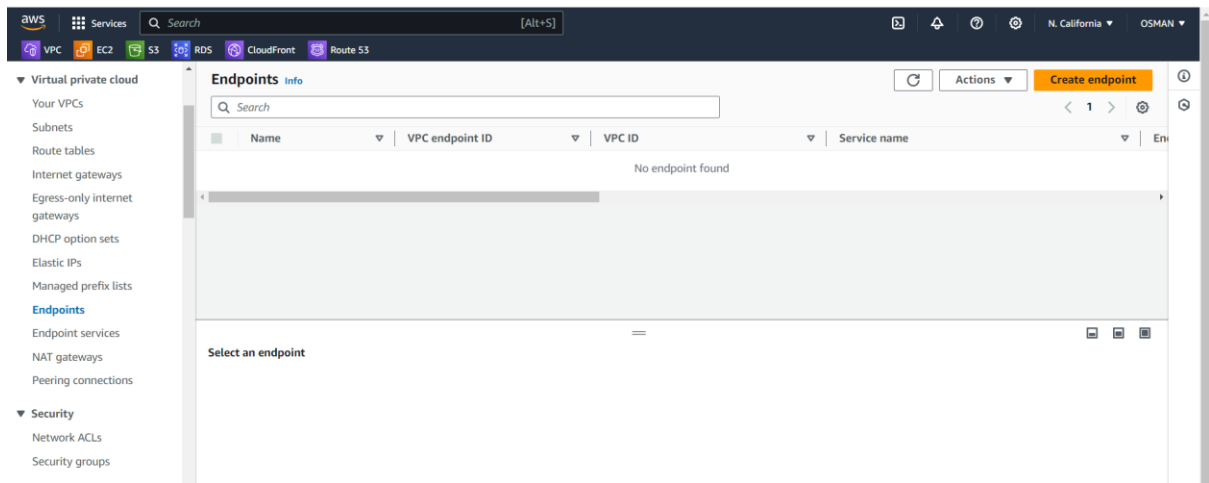 aws Services Search [Alt+S] N. California OSMAN
VPC EC2 S3 RDS CloudFront Route 53
Virtual private cloud
Your VPCs
Subnets
Route tables
Internet gateways
Egress-only internet
gateways
DHCP option sets
Elastic IPs
Managed prefix lists
Endpoints
Endpoint services
NAT gateways
Peering connections
Security
Network ACLs
Security groups
Endpoints Info Actions Create endpoint
Search 1
Name VPC endpoint ID VPC ID Service name En
No endpoint found
Select an endpoint